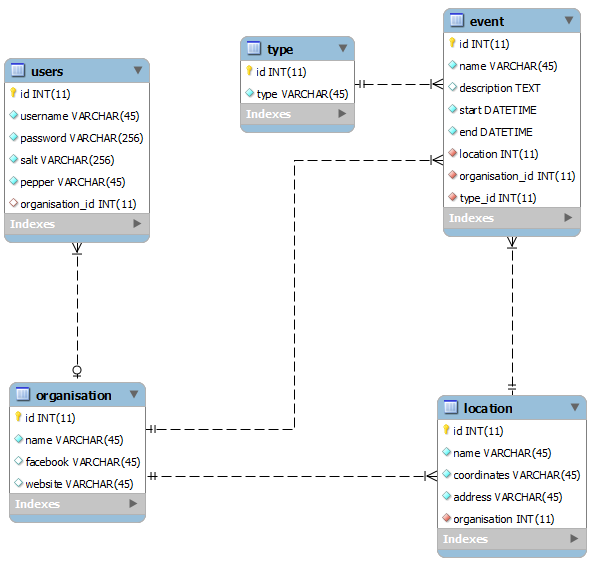 users
id INT(11)
username VARCHAR(45)
password VARCHAR(256)
salt VARCHAR(256)
pepper VARCHAR(45)
organisation_id INT(11)
Indexes
type
id INT(11)
type VARCHAR(45)
Indexes
event
id INT(11)
name VARCHAR(45)
description TEXT
start DATETIME
end DATETIME
location INT(11)
organisation_id INT(11)
type_id INT(11)
Indexes
organisation
id INT(11)
name VARCHAR(45)
facebook VARCHAR(45)
website VARCHAR(45)
Indexes
location
id INT(11)
name VARCHAR(45)
coordinates VARCHAR(45)
address VARCHAR(45)
organisation INT(11)
Indexes